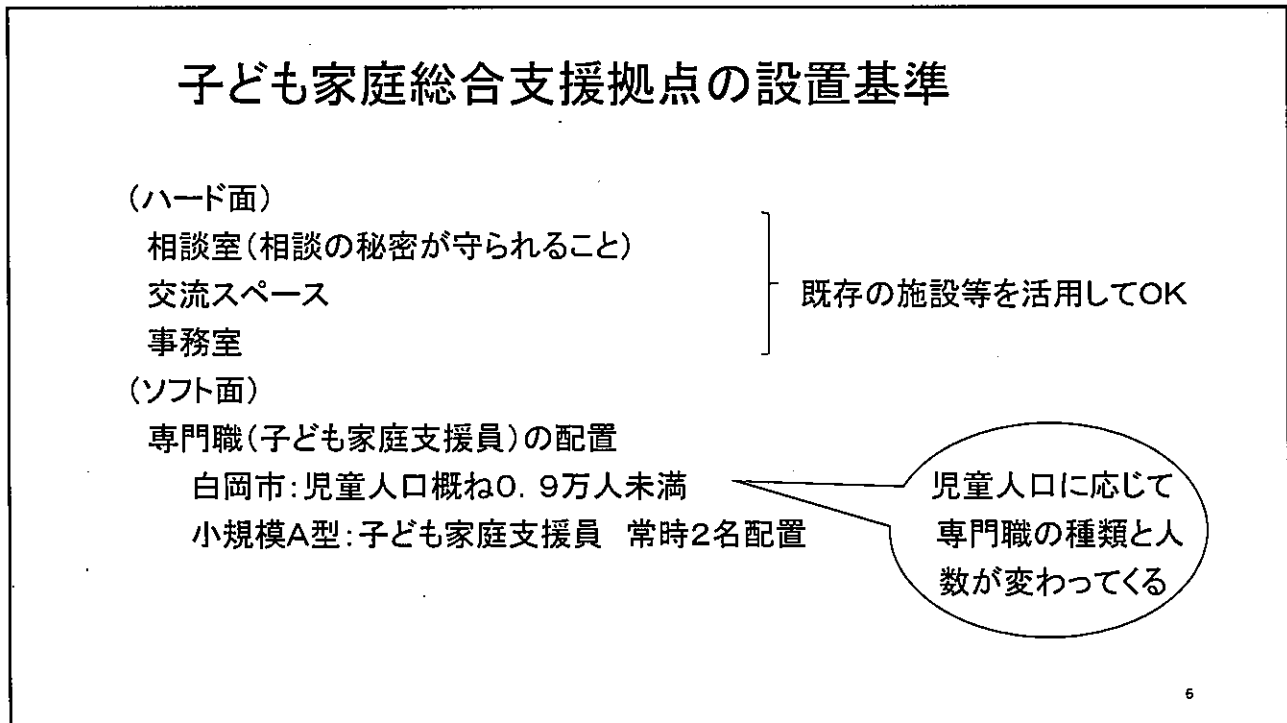 子ども家庭総合支援拠点の設置基準
(ハード面)
相談室(相談の秘密が守られること)
交流スペース
事務室
既存の施設等を活用してOK
(ソフト面)
専門職(子ども家庭支援員)の配置
白岡市:児童人口概ね0.9万人未満
小規模A型:子ども家庭支援員 常時2名配置
児童人口に応じて
専門職の種類と人
数が変わってくる
6